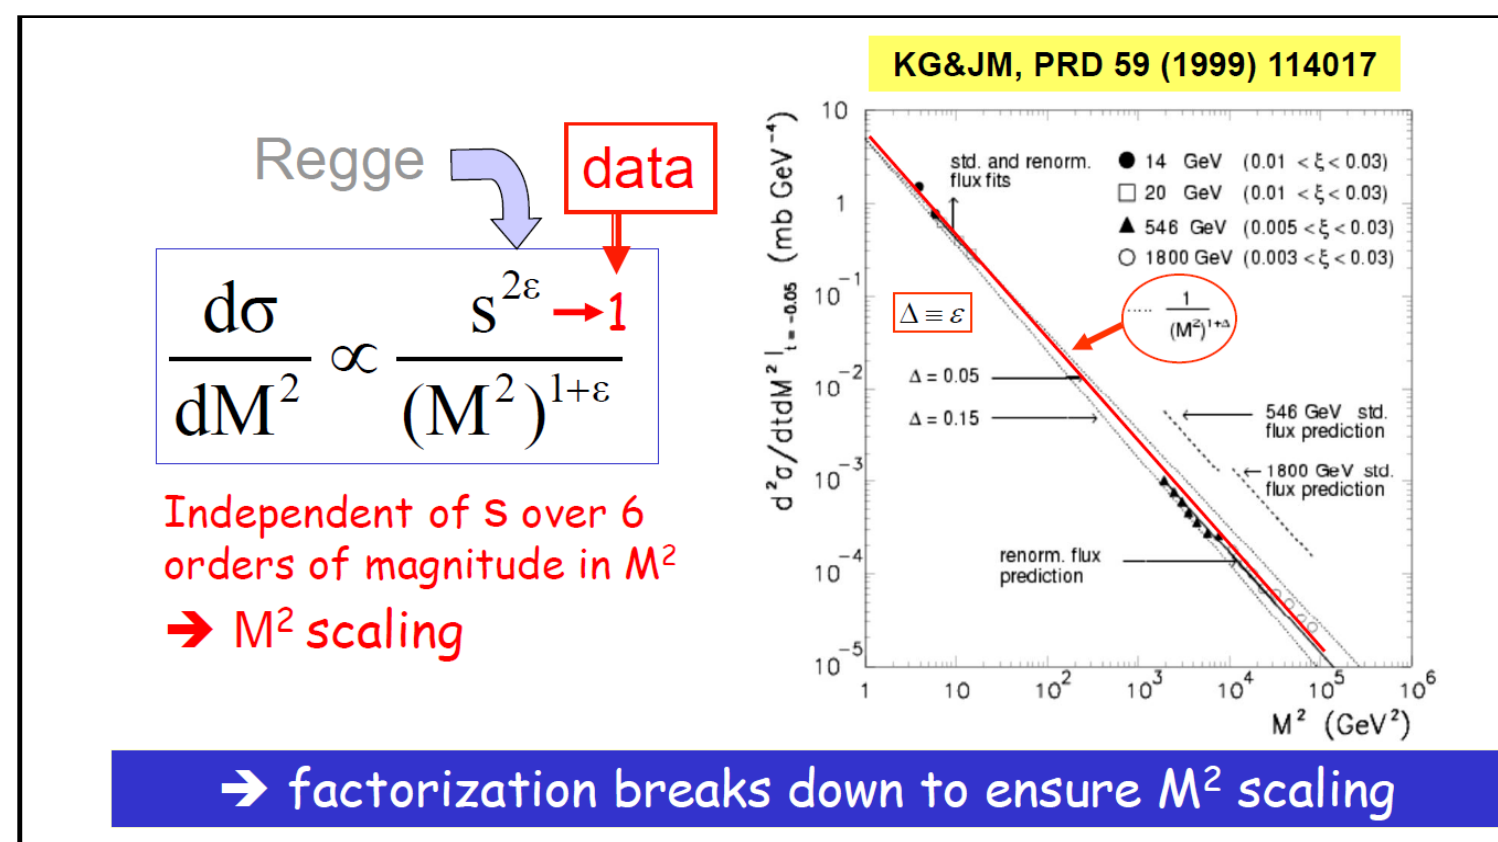 KG&JM, PRD 59 (1999) 114017
Regge
data
dσ/dM² ∝ s^2ε → 1 / (M²)^1+ε
Independent of s over 6
orders of magnitude in M²
➔ M² scaling
d²σ/dtdM²|t = -0.05 (mb GeV⁻⁴)
10
1
10⁻¹
10⁻²
10⁻³
10⁻⁴
10⁻⁵
std. and renorm.
flux fits
● 14 GeV (0.01 < ξ < 0.03)
□ 20 GeV (0.01 < ξ < 0.03)
▲ 546 GeV (0.005 < ξ < 0.03)
○ 1800 GeV (0.003 < ξ < 0.03)
Δ ≡ ε
..... 1/(M²)^1+Δ
Δ = 0.05
Δ = 0.15
546 GeV std.
flux prediction
1800 GeV std.
flux prediction
renorm. flux
prediction
1 10 10² 10³ 10⁴ 10⁵ 10⁶
M² (GeV²)
➔ factorization breaks down to ensure M² scaling